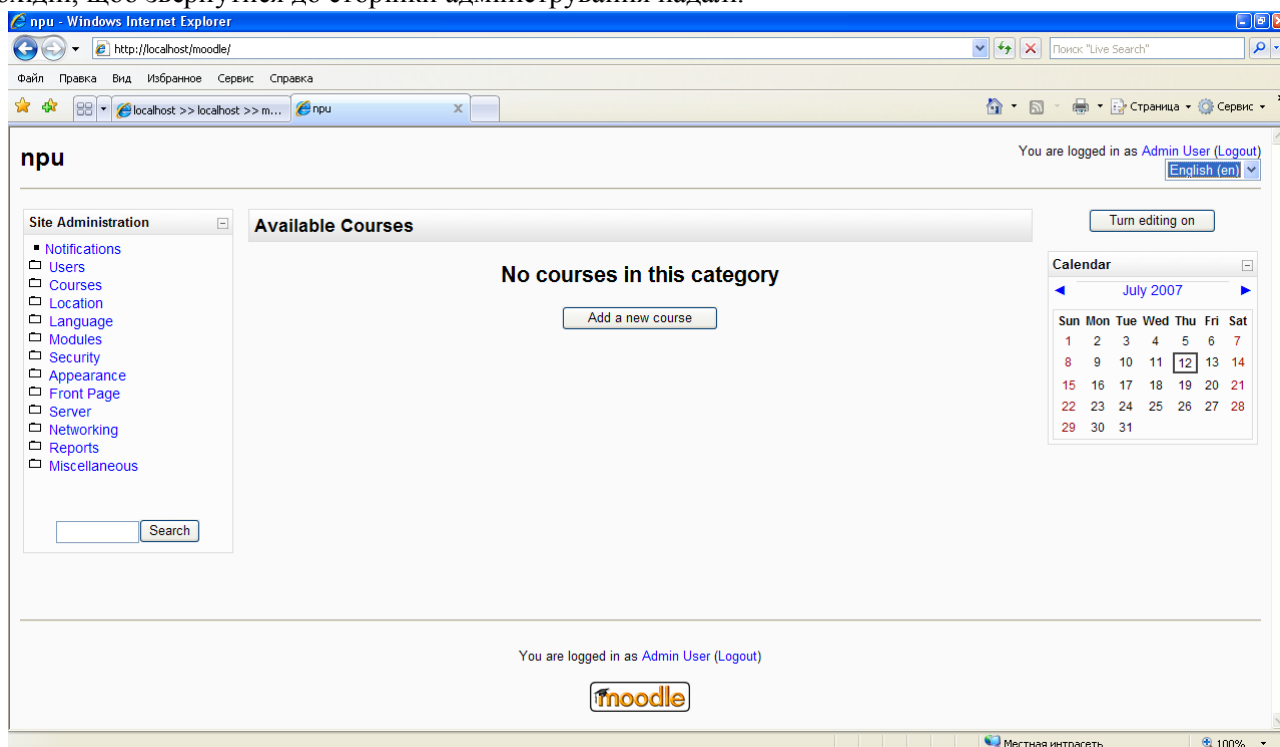 щоб звернутися до сторінки адміністрування надалі.
npu - Windows Internet Explorer
http://localhost/moodle/
Поиск "Live Search"
Файл Правка Вид Избранное Сервис Справка
localhost >> localhost >> m... npu
Страница Сервис
npu
You are logged in as Admin User (Logout)
English (en)
Site Administration
Notifications
Users
Courses
Location
Language
Modules
Security
Appearance
Front Page
Server
Networking
Reports
Miscellaneous
Search
Available Courses
No courses in this category
Add a new course
Turn editing on
Calendar
◄ July 2007 ►
Sun Mon Tue Wed Thu Fri Sat
1 2 3 4 5 6 7
8 9 10 11 12 13 14
15 16 17 18 19 20 21
22 23 24 25 26 27 28
29 30 31
You are logged in as Admin User (Logout)
moodle
Местная интрасеть 100%